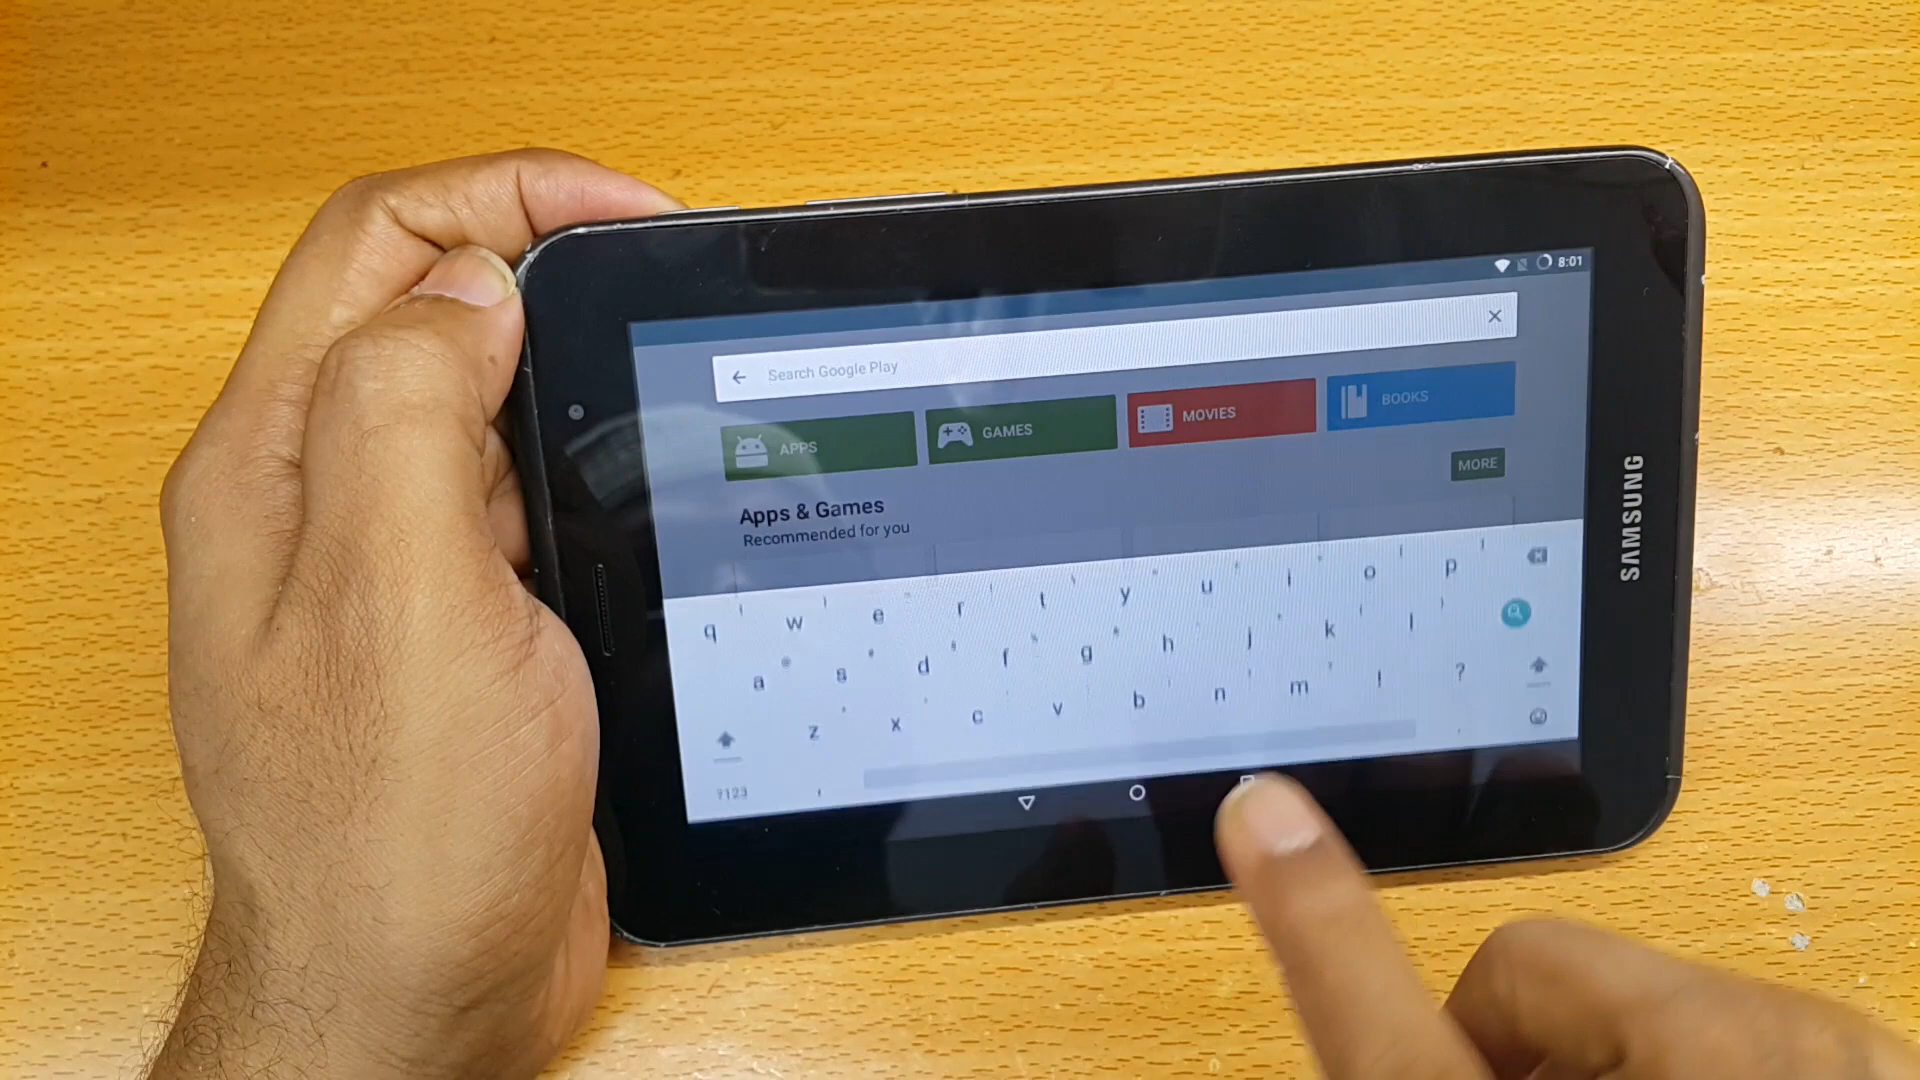 8:01
Search Google Play
APPS
GAMES
MOVIES
BOOKS
MORE
Apps & Games
Recommended for you
q w e r t y u i o p
a s d f g h j k l
z x c v b n m ! ?
?123
SAMSUNG